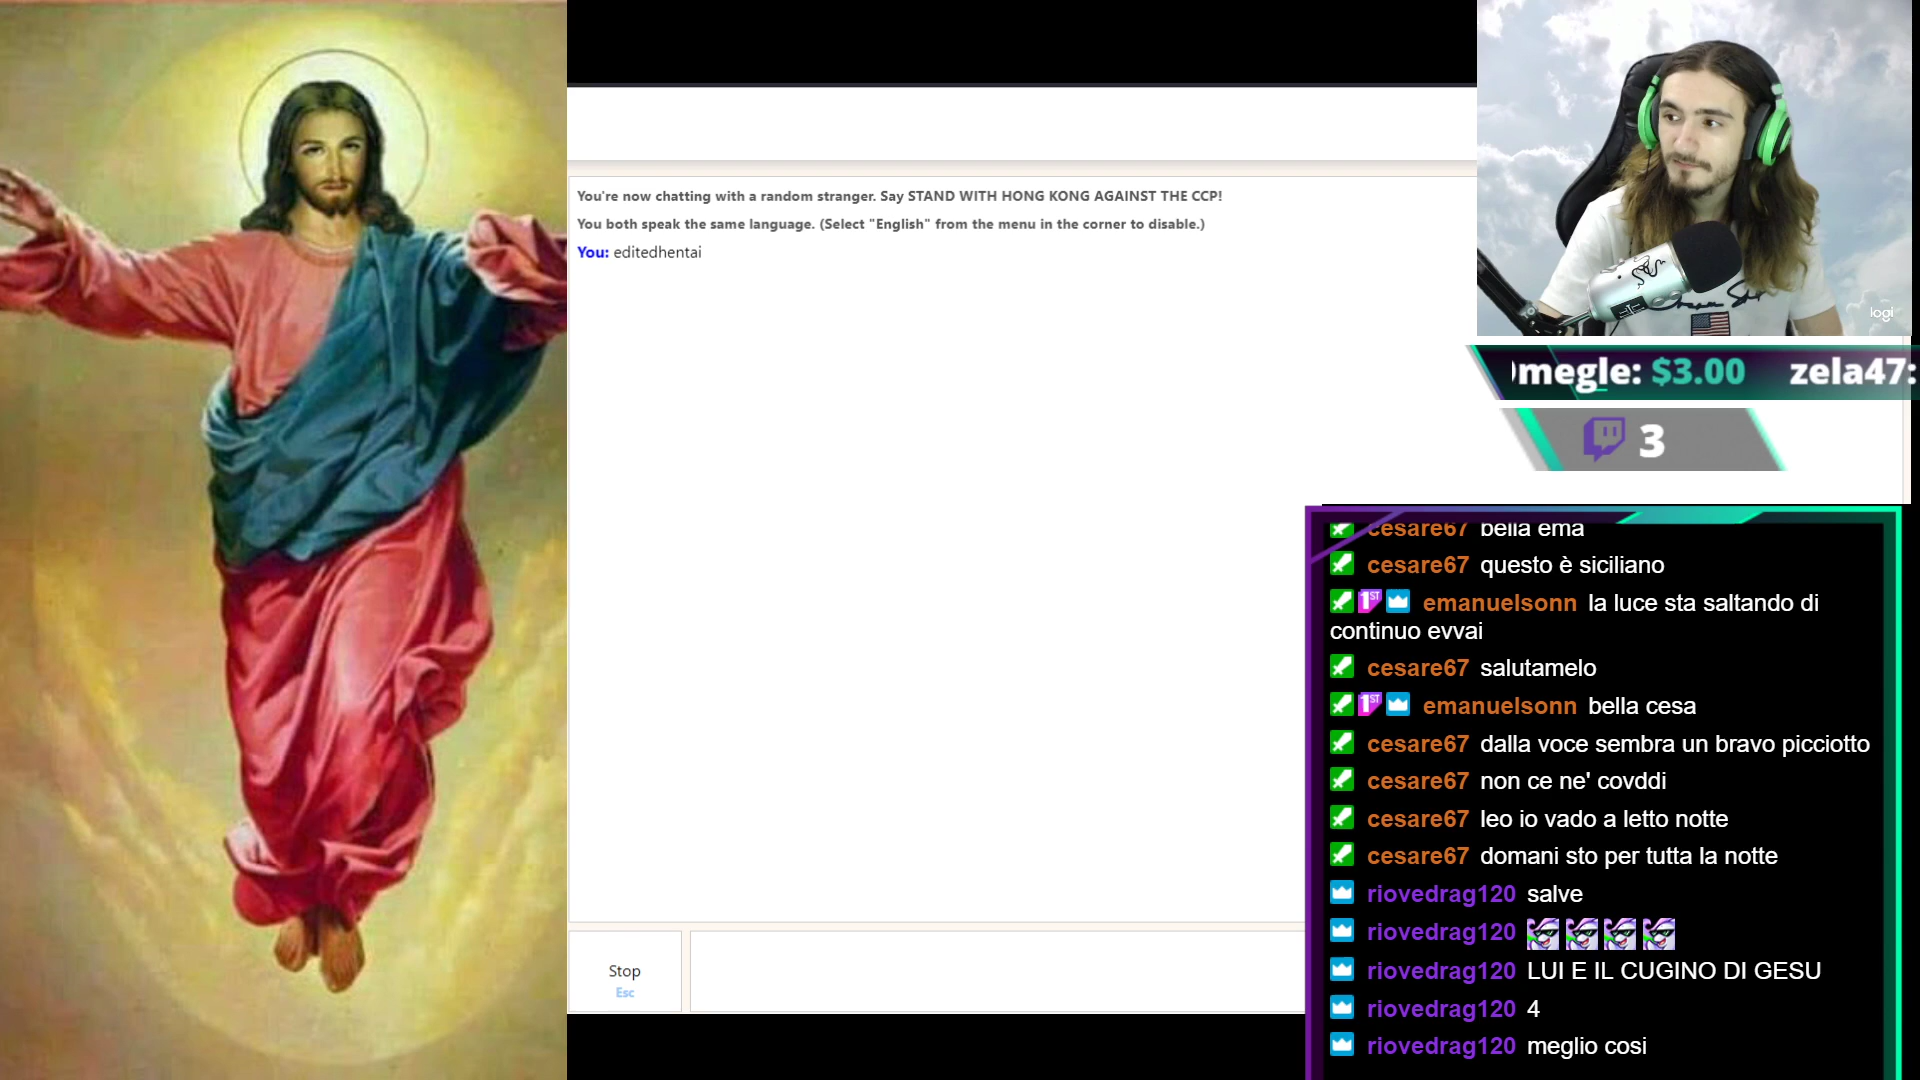 You're now chatting with a random stranger. Say STAND WITH HONG KONG AGAINST THE CCP!
You both speak the same language. (Select "English" from the menu in the corner to disable.)
You: editedhentai
Stop
Esc
logi
megle: $3.00 zela47:
3
cesare67 bella ema
cesare67 questo è siciliano
1ST emanuelsonn la luce sta saltando di
continuo evvai
cesare67 salutamelo
1ST emanuelsonn bella cesa
cesare67 dalla voce sembra un bravo picciotto
cesare67 non ce ne' covddi
cesare67 leo io vado a letto notte
cesare67 domani sto per tutta la notte
riovedrag120 salve
riovedrag120
riovedrag120 LUI E IL CUGINO DI GESU
riovedrag120 4
riovedrag120 meglio cosi